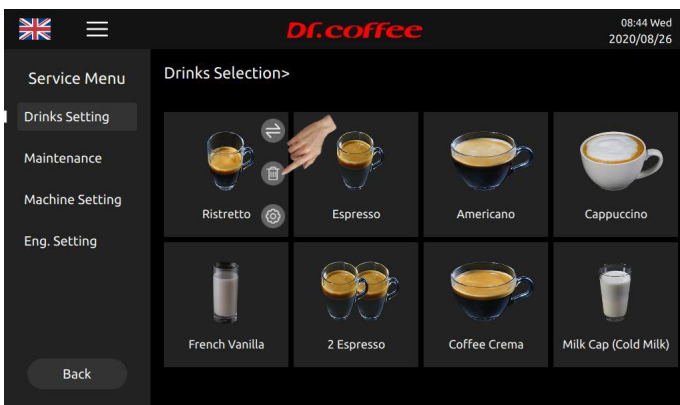 Dr.coffee
08:44 Wed
2020/08/26
Service Menu
Drinks Setting
Maintenance
Machine Setting
Eng. Setting
Back
Drinks Selection>
Ristretto
Espresso
Americano
Cappuccino
French Vanilla
2 Espresso
Coffee Crema
Milk Cap (Cold Milk)